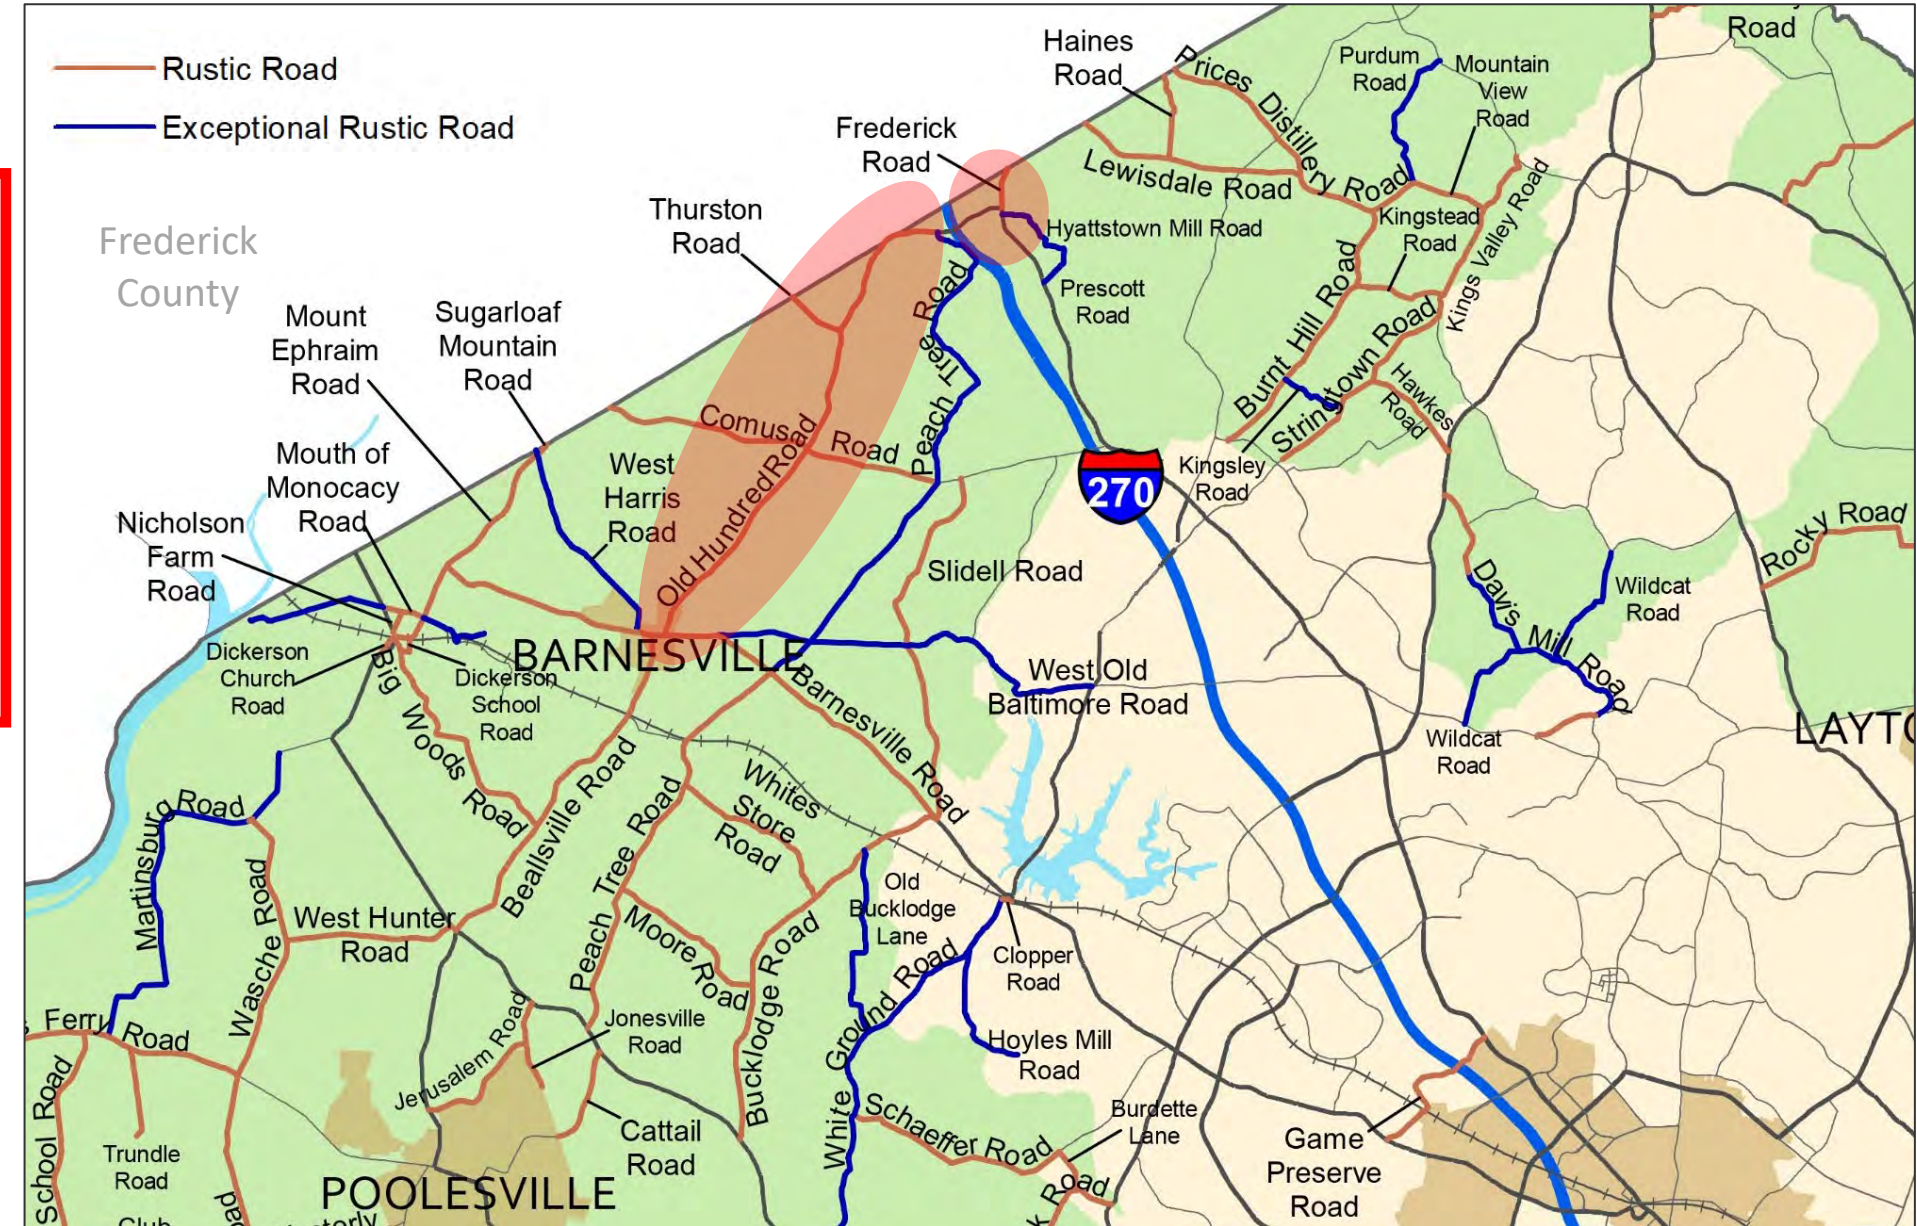 Rustic Road
Exceptional Rustic Road
Frederick
County
Haines
Road
Prices Distillery Road
Purdum
Road
Mountain
View
Road
Road
Frederick
Road
Lewisdale Road
Thurston
Road
Hyattstown Mill Road
Kingstead
Road
Kings Valley Road
Prescott
Road
Mount
Ephraim
Road
Sugarloaf
Mountain
Road
Peach Tree Road
Burnt Hill Road
Stringtown Road
Hawkes
Road
Comus Road
Road
Mouth of
Monocacy
Road
West
Harris
Road
Old Hundred Road
270
Kingsley
Road
Nicholson
Farm
Road
Slidell Road
Rocky Road
Davis Mill Road
Wildcat
Road
Dickerson
Church
Road
BARNESVILLE
Dickerson
School
Road
Big Woods Road
Barnesville Road
West Old
Baltimore Road
Wildcat
Road
LAYTO
Martinsburg Road
Beallsville Road
Whites
Store
Road
Peach Tree Road
Wasche Road
West Hunter
Road
Moore Road
Old
Bucklodge
Lane
Bucklodge Road
Clopper
Road
White Ground Road
Ferry Road
Jerusalem Road
Jonesville
Road
Hoyles Mill
Road
School Road
Trundle
Road
Cattail
Road
Schaeffer Road
Burdette
Lane
Game
Preserve
Road
POOLESVILLE
k Road
Club
oad
sterly